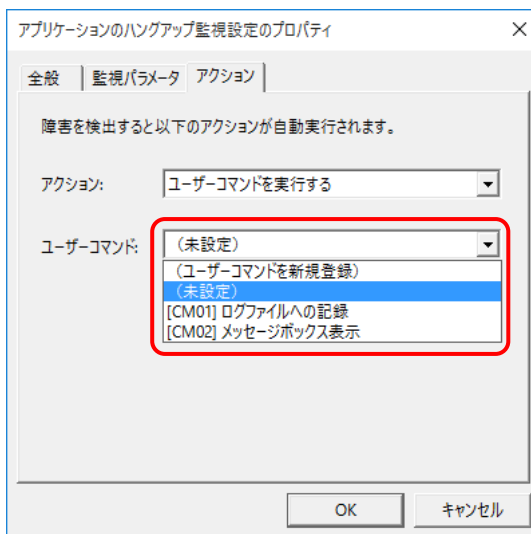 アプリケーションのハングアップ監視設定のプロパティ
全般 監視パラメータ アクション
障害を検出すると以下のアクションが自動実行されます。
アクション: ユーザーコマンドを実行する
ユーザーコマンド: (未設定)
(ユーザーコマンドを新規登録)
(未設定)
[CM01] ログファイルへの記録
[CM02] メッセージボックス表示
OK キャンセル